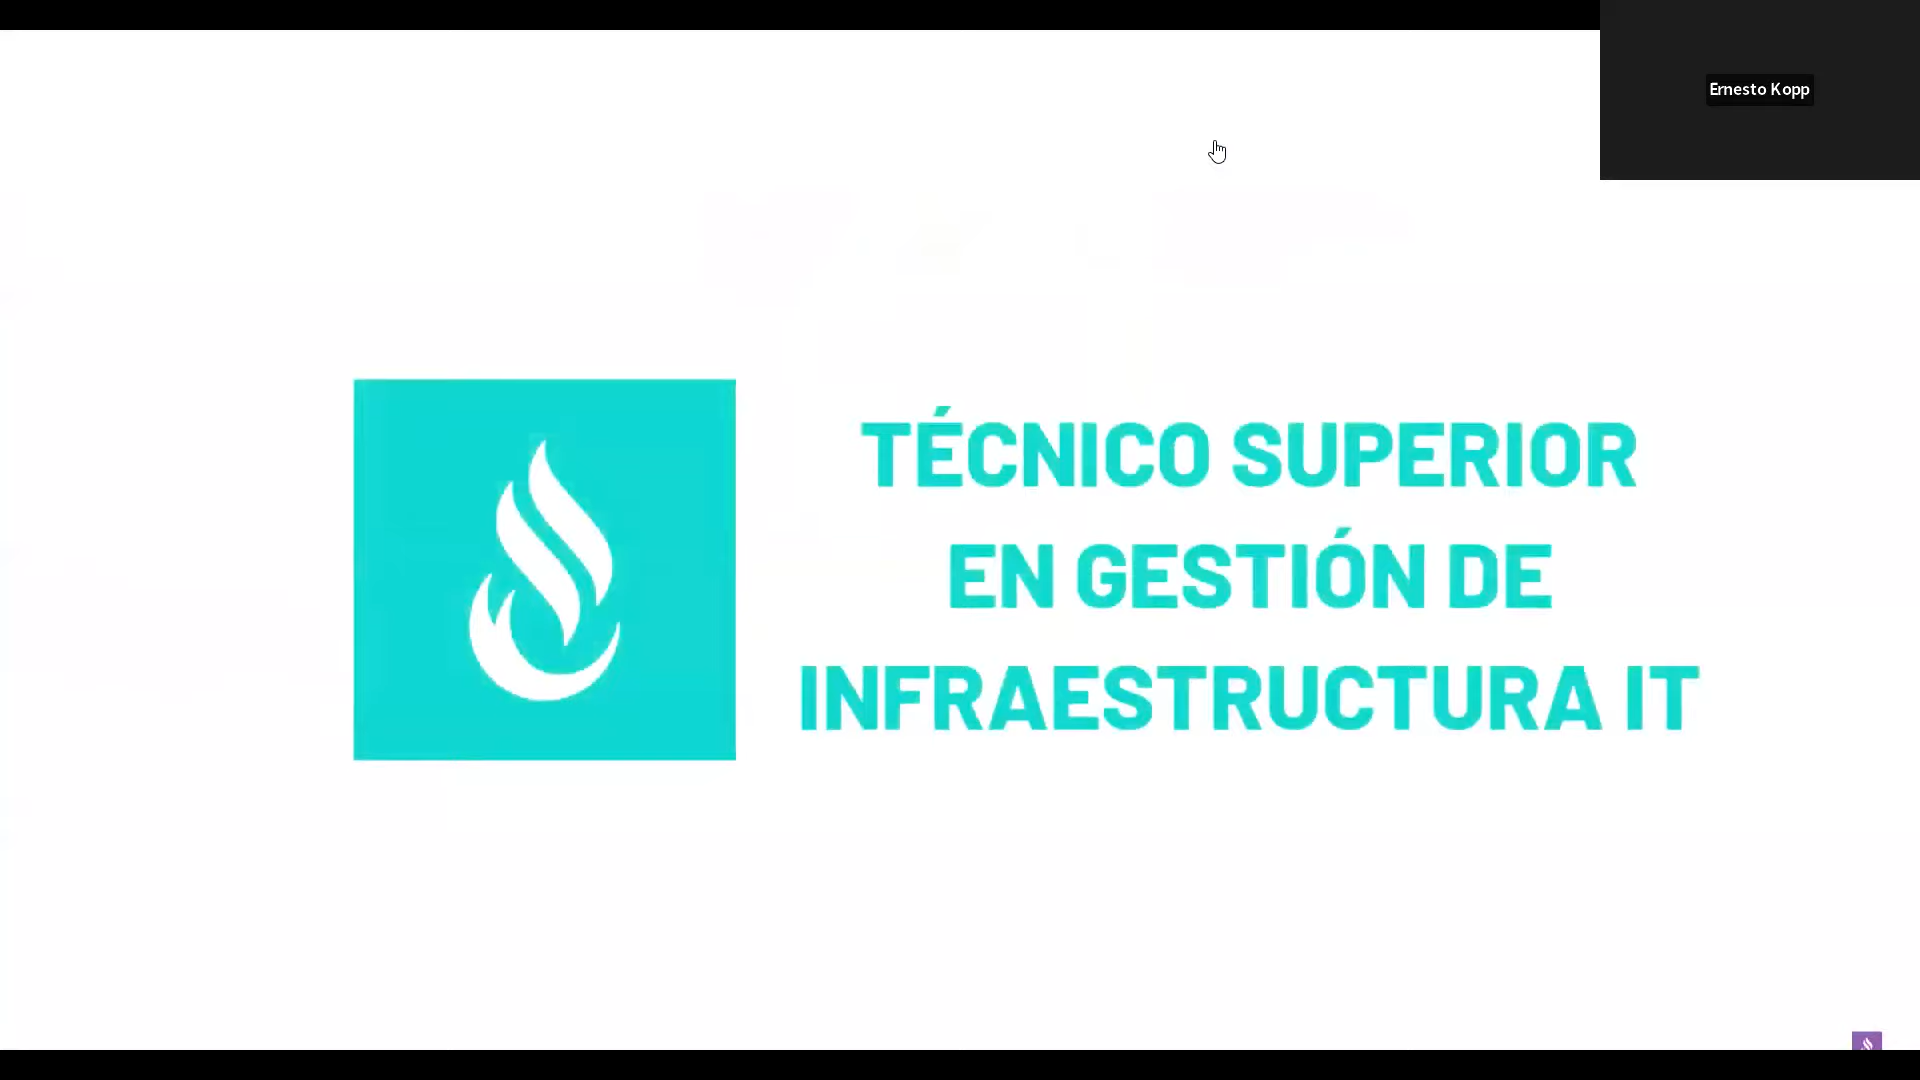 Ernesto Kopp
TÉCNICO SUPERIOR
EN GESTIÓN DE
INFRAESTRUCTURA IT